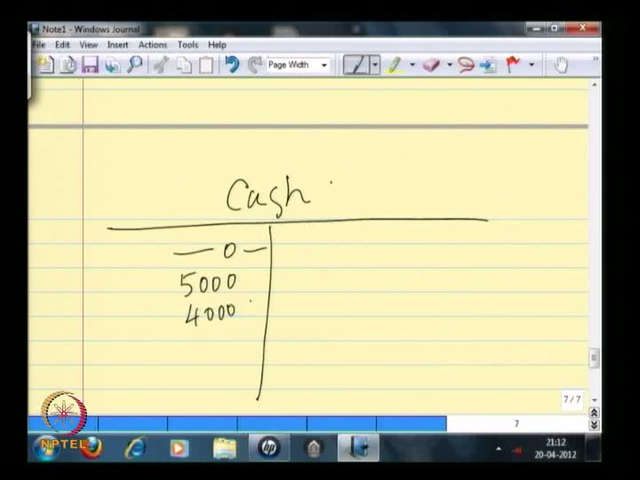 Note1 - Windows Journal
File Edit View Insert Actions Tools Help
Page Width
Cash
— 0 —
5000
4000
7 / 7
7
NPTEL
21:12
20-04-2012